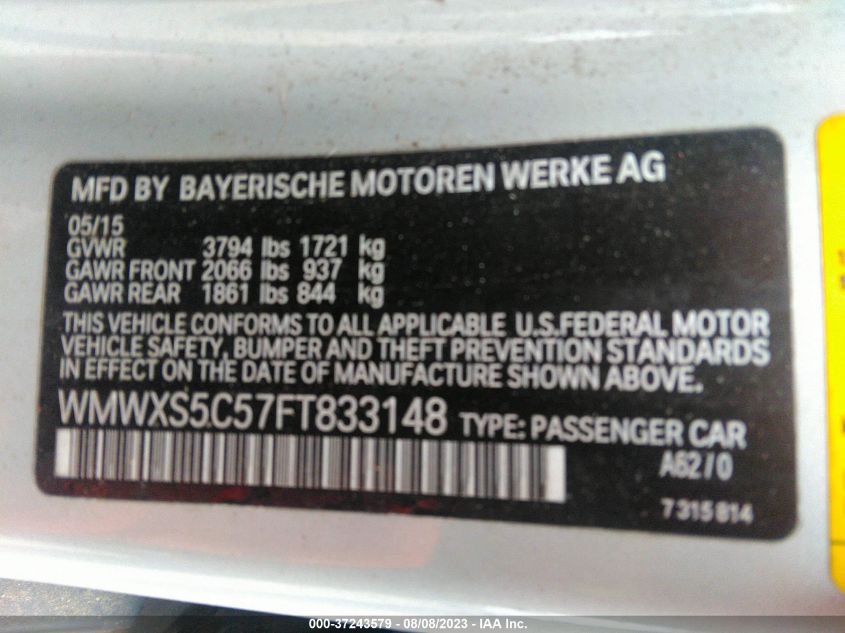 MFD BY BAYERISCHE MOTOREN WERKE AG
05/15
GVWR 3794 lbs 1721 kg
GAWR FRONT 2066 lbs 937 kg
GAWR REAR 1861 lbs 844 kg
THIS VEHICLE CONFORMS TO ALL APPLICABLE U.S.FEDERAL MOTOR
VEHICLE SAFETY, BUMPER AND THEFT PREVENTION STANDARDS
IN EFFECT ON THE DATE OF MANUFACTURE SHOWN ABOVE.
WMWXS5C57FT833148 TYPE: PASSENGER CAR
A62/0
7315814
000-37243579 - 08/08/2023 - IAA Inc.